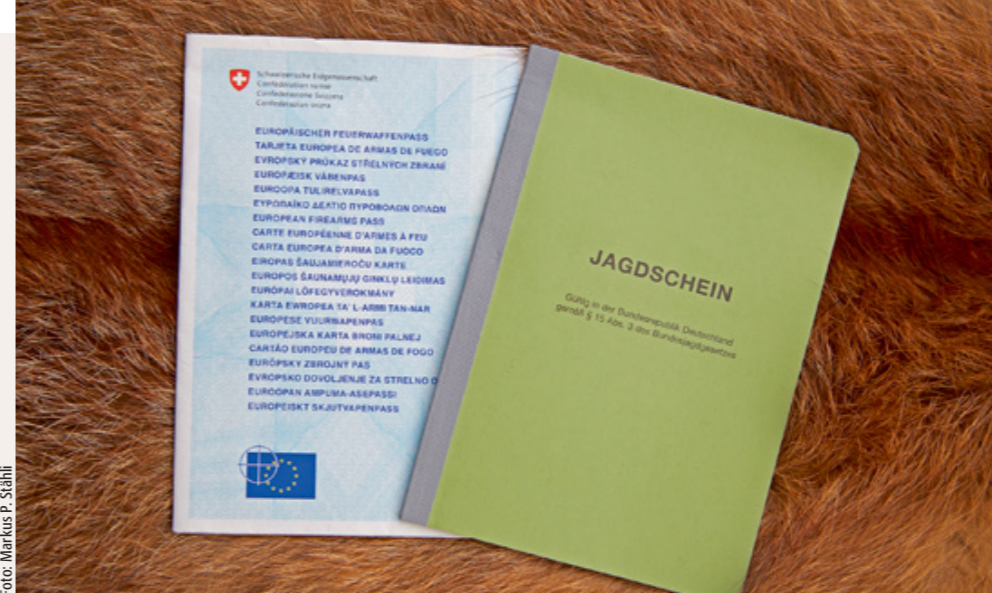 Schweizerische Eidgenossenschaft
Confédération suisse
Confederazione Svizzera
Confederaziun svizra
EUROPÄISCHER FEUERWAFFENPASS
TARJETA EUROPEA DE ARMAS DE FUEGO
EVROPSKÝ PRŮKAZ STŘELNÝCH ZBRANÍ
EUROPÆISK VÅBENPAS
EUROOPA TULIRELVAPASS
ΕΥΡΩΠΑΪΚΟ ΔΕΛΤΙΟ ΠΥΡΟΒΟΛΩΝ ΟΠΛΩΝ
EUROPEAN FIREARMS PASS
CARTE EUROPÉENNE D'ARMES À FEU
CARTA EUROPEA D'ARMA DA FUOCO
EIROPAS ŠAUJAMIEROČU KARTE
EUROPOS ŠAUNAMŲJŲ GINKLŲ LEIDIMAS
EURÓPAI LŐFEGYVEROKMÁNY
KARTA EWROPEA TA' L-ARMI TAN-NAR
EUROPESE VUURWAPENPAS
EUROPEJSKA KARTA BRONI PALNEJ
CARTÃO EUROPEU DE ARMAS DE FOGO
EURÓPSKY ZBROJNÝ PAS
EVROPSKO DOVOLJENJE ZA STRELNO O
EUROOPAN AMPUMA-ASEPASSI
EUROPEISKT SKJUTVAPENPASS
JAGDSCHEIN
Gültig in der Bundesrepublik Deutschland
gemäß § 15 Abs. 3 des Bundesjagdgesetzes
Foto: Markus P. Stähli